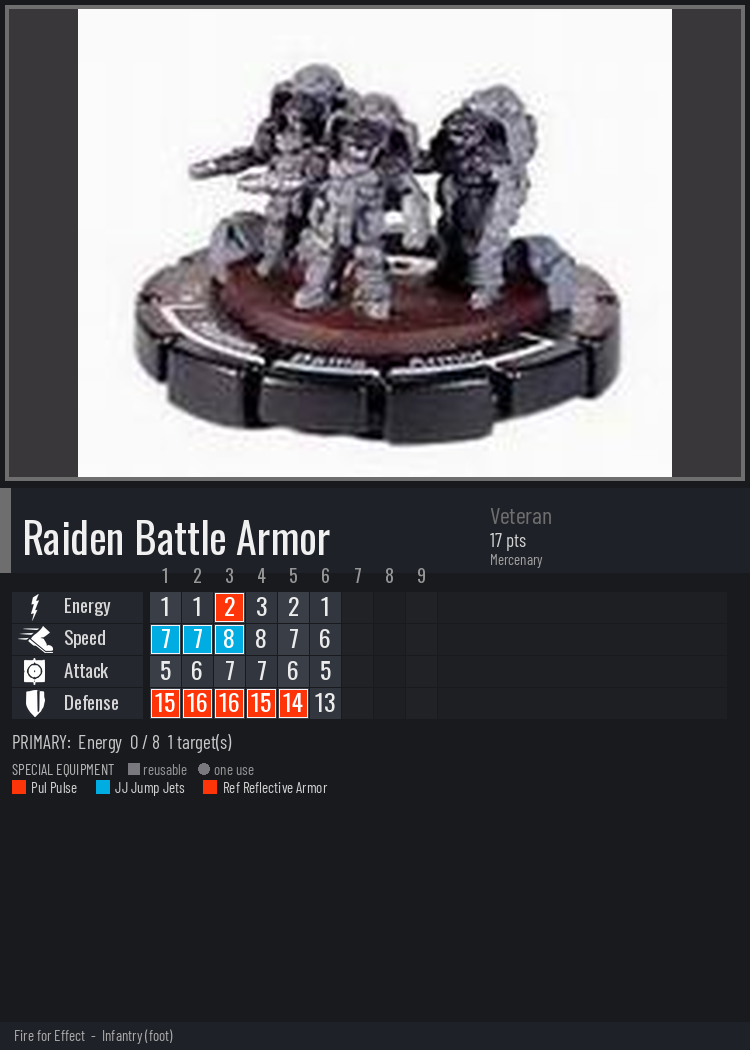 Armor
Raiden Battle Armor
Veteran
17 pts
Mercenary
1 2 3 4 5 6 7 8 9
Energy 1 1 2 3 2 1
Speed 7 7 8 8 7 6
Attack 5 6 7 7 6 5
Defense 15 16 16 15 14 13
PRIMARY: Energy 0 / 8 1 target(s)
SPECIAL EQUIPMENT reusable one use
Pul Pulse JJ Jump Jets Ref Reflective Armor
Fire for Effect - Infantry (foot)